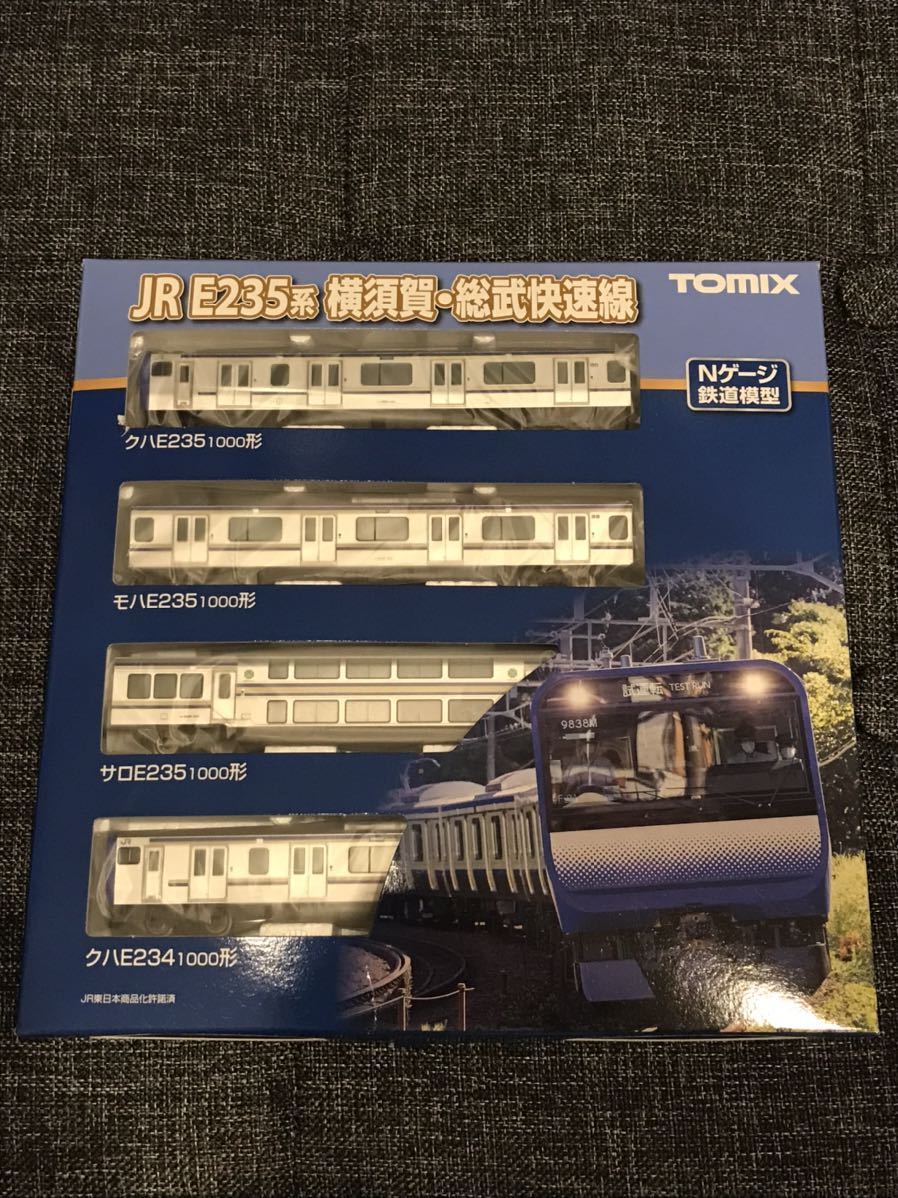 JR E235系 横須賀・総武快速線
TOMIX
Nゲージ
鉄道模型
クハE2351000形
モハE2351000形
サロE2351000形
クハE2341000形
試運転 TEST RUN
9838M
JR
JR東日本商品化許諾済